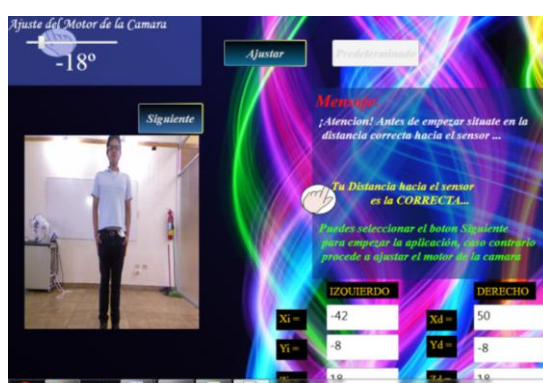 Ajuste del Motor de la Camara
-18º
Ajustar
Predeterminado
Siguiente
Mensaje:
¡Atencion! Antes de empezar situate en la
distancia correcta hacia el sensor ...
Tu Distancia hacia el sensor
es la CORRECTA...
Puedes seleccionar el boton Siguiente
para empezar la aplicación, caso contrario
procede a ajustar el motor de la camara
IZQUIERDO
DERECHO
Xi = -42
Xd = 50
Yi = -8
Yd = -8
18
Zd = 18